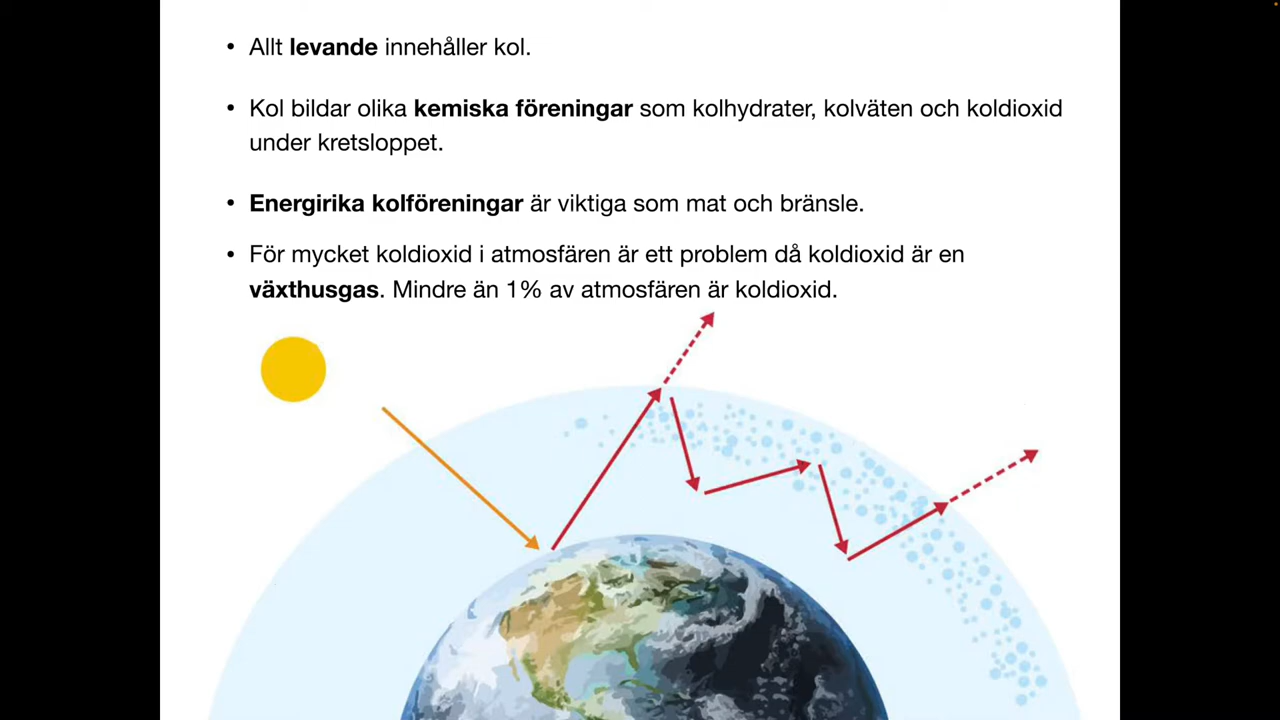 • Allt levande innehåller kol.
• Kol bildar olika kemiska föreningar som kolhydrater, kolväten och koldioxid
under kretsloppet.
• Energirika kolföreningar är viktiga som mat och bränsle.
• För mycket koldioxid i atmosfären är ett problem då koldioxid är en
växthusgas. Mindre än 1% av atmosfären är koldioxid.